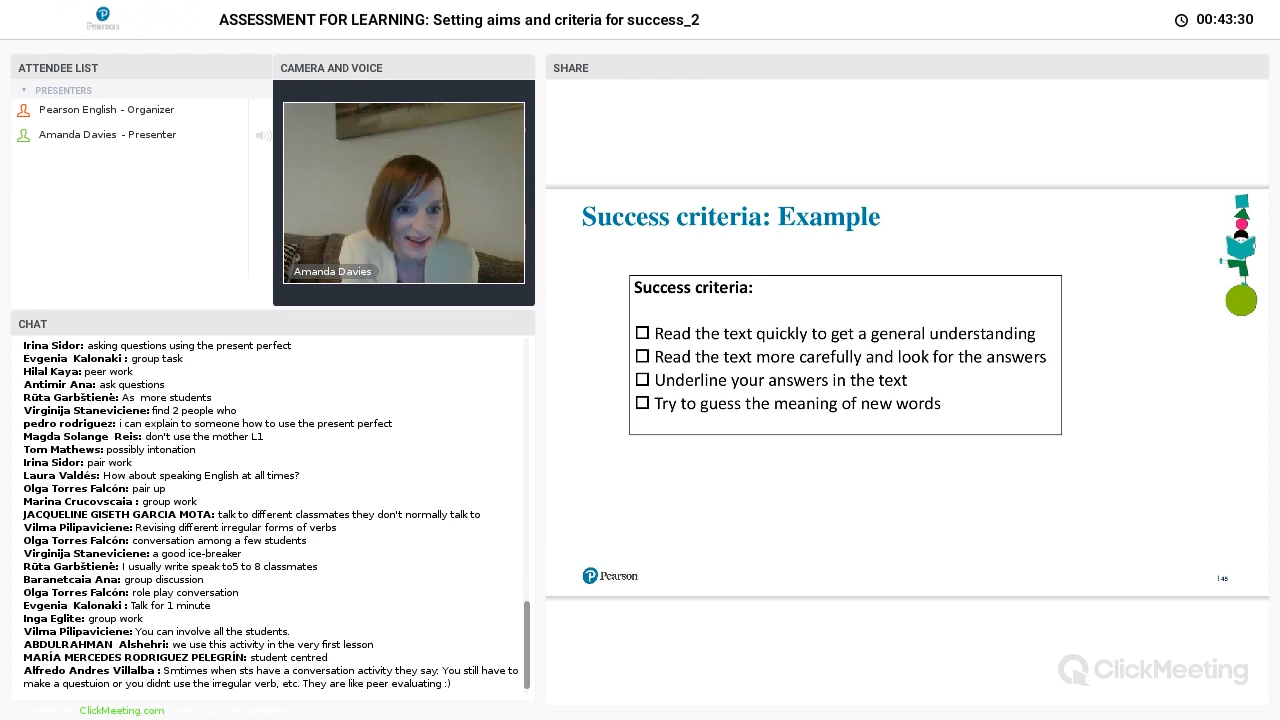 Pearson
ASSESSMENT FOR LEARNING: Setting aims and criteria for success_2
00:43:30
ATTENDEE LIST
PRESENTERS
Pearson English - Organizer
Amanda Davies - Presenter
CAMERA AND VOICE
Amanda Davies
CHAT
Irina Sidor: asking questions using the present perfect
Evgenia Kalonaki : group task
Hilal Kaya: peer work
Antimir Ana: ask questions
Rūta Garbštienė: As more students
Virginija Staneviciene: find 2 people who
pedro rodriguez: i can explain to someone how to use the present perfect
Magda Solange Reis: don't use the mother L1
Tom Mathews: possibly intonation
Irina Sidor: pair work
Laura Valdés: How about speaking English at all times?
Olga Torres Falcón: pair up
Marina Crucovscaia : group work
JACQUELINE GISETH GARCIA MOTA: talk to different classmates they don't normally talk to
Vilma Pilipaviciene: Revising different irregular forms of verbs
Olga Torres Falcón: conversation among a few students
Virginija Staneviciene: a good ice-breaker
Rūta Garbštienė: I usually write speak to5 to 8 classmates
Baranetcaia Ana: group discussion
Olga Torres Falcón: role play conversation
Evgenia Kalonaki : Talk for 1 minute
Inga Eglite: group work
Vilma Pilipaviciene: You can involve all the students.
ABDULRAHMAN Alshehri: we use this activity in the very first lesson
MARÍA MERCEDES RODRIGUEZ PELEGRÍN: student centred
Alfredo Andres Villalba : Smtimes when sts have a conversation activity they say: You still have to
make a questuion or you didnt use the irregular verb, etc. They are like peer evaluating :)
ClickMeeting.com
SHARE
Success criteria: Example
Success criteria:
Read the text quickly to get a general understanding
Read the text more carefully and look for the answers
Underline your answers in the text
Try to guess the meaning of new words
Pearson
45
ClickMeeting